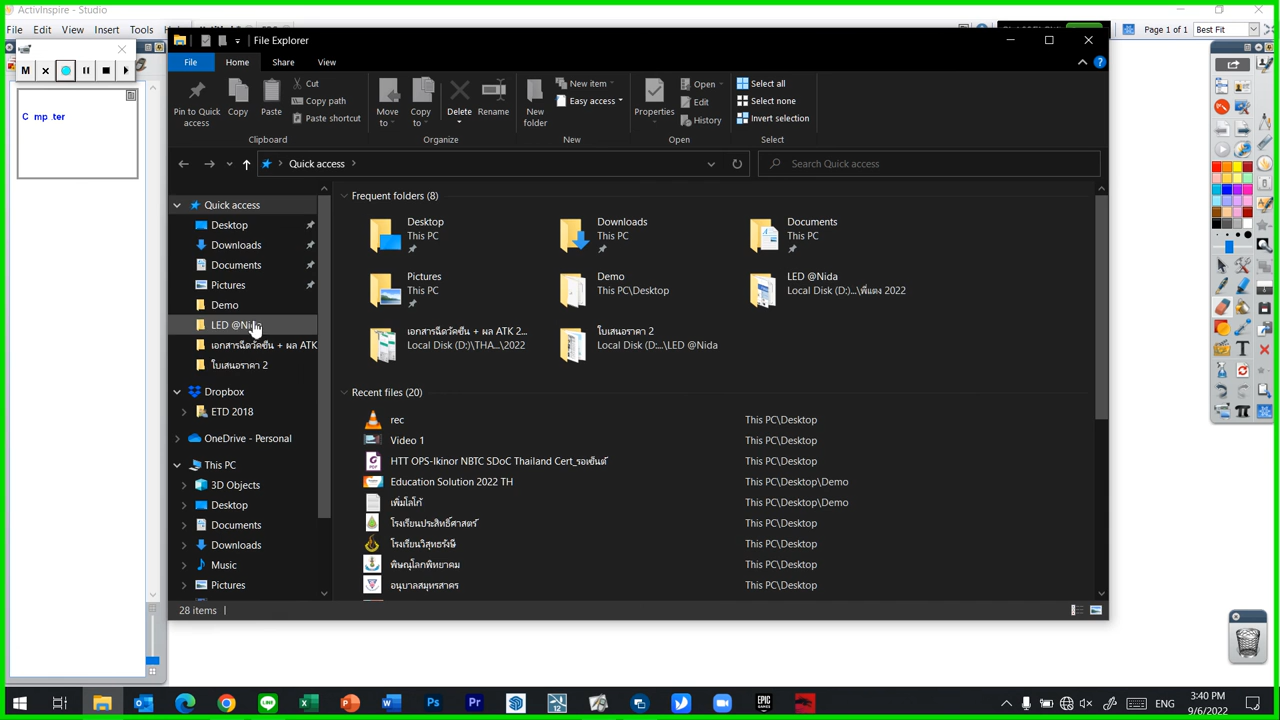 ActivInspire - Studio
File Edit View Insert Tools
Page 1 of 1 Best Fit
M
C mp .ter
File Explorer
File Home Share View
Pin to Quick access
Copy
Paste
Cut
Copy path
Paste shortcut
Clipboard
Move to
Copy to
Delete
Rename
Organize
New folder
New item
Easy access
New
Properties
Open
Edit
History
Open
Select all
Select none
Invert selection
Select
Quick access
Search Quick access
Quick access
Desktop
Downloads
Documents
Pictures
Demo
LED @Nida
เอกสารฉีดวัคซีน + ผล ATK
ใบเสนอราคา 2
Dropbox
ETD 2018
OneDrive - Personal
This PC
3D Objects
Desktop
Documents
Downloads
Music
Pictures
Frequent folders (8)
Desktop
This PC
Downloads
This PC
Documents
This PC
Pictures
This PC
Demo
This PC\Desktop
LED @Nida
Local Disk (D:)...\พี่แตง 2022
เอกสารฉีดวัคซีน + ผล ATK 2...
Local Disk (D:)\THA...\2022
ใบเสนอราคา 2
Local Disk (D:...\LED @Nida
Recent files (20)
rec This PC\Desktop
Video 1 This PC\Desktop
HTT OPS-Ikinor NBTC SDoC Thailand Cert_รอเซ็นต์ This PC\Desktop
Education Solution 2022 TH This PC\Desktop\Demo
เพิ่มโลโก้ This PC\Desktop\Demo
โรงเรียนประสิทธิ์ศาสตร์ This PC\Desktop
โรงเรียนวิสุทธรังษี This PC\Desktop
พิษณุโลกพิทยาคม This PC\Desktop
อนุบาลสมุทรสาคร This PC\Desktop
28 items
ENG
3:40 PM
9/6/2022